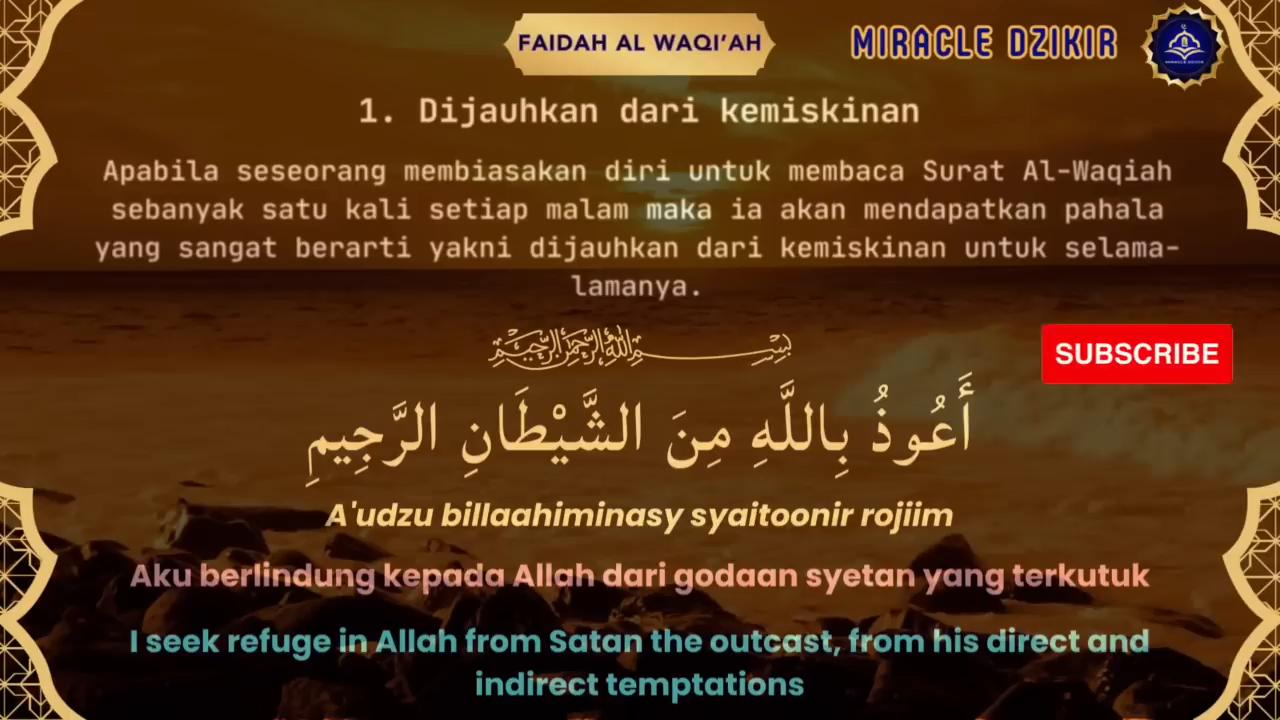 FAIDAH AL WAQI’AH
MIRACLE DZIKIR
1. Dijauhkan dari kemiskinan
Apabila seseorang membiasakan diri untuk membaca Surat Al-Waqiah
sebanyak satu kali setiap malam maka ia akan mendapatkan pahala
yang sangat berarti yakni dijauhkan dari kemiskinan untuk selama-
lamanya.
بِسْمِ اللَّهِ الرَّحْمَٰنِ الرَّحِيمِ
SUBSCRIBE
أَعُوذُ بِاللَّهِ مِنَ الشَّيْطَانِ الرَّجِيمِ
A'udzu billaahiminasy syaitoonir rojiim
Aku berlindung kepada Allah dari godaan syetan yang terkutuk
I seek refuge in Allah from Satan the outcast, from his direct and
indirect temptations